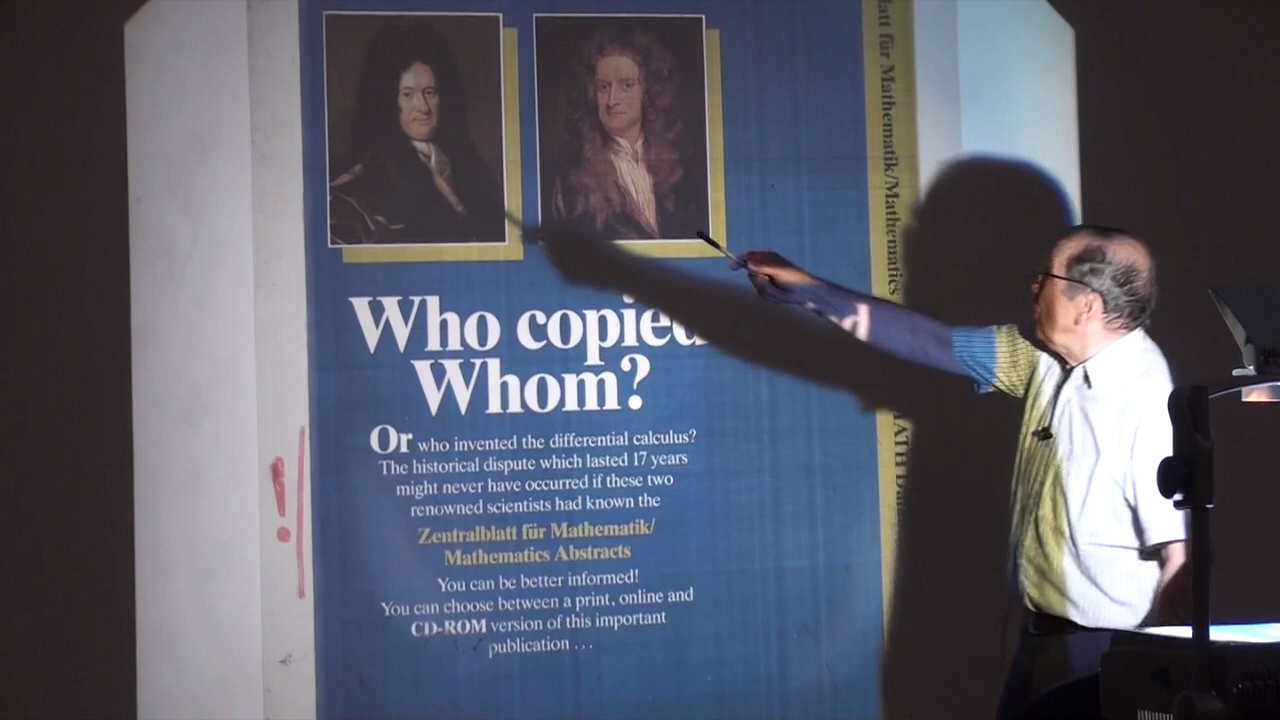 Who copied
Whom?
Or who invented the differential calculus?
The historical dispute which lasted 17 years
might never have occurred if these two
renowned scientists had known the
Zentralblatt für Mathematik/
Mathematics Abstracts
You can be better informed!
You can choose between a print, online and
CD-ROM version of this important
publication . . .
für Mathematik/Mathematics